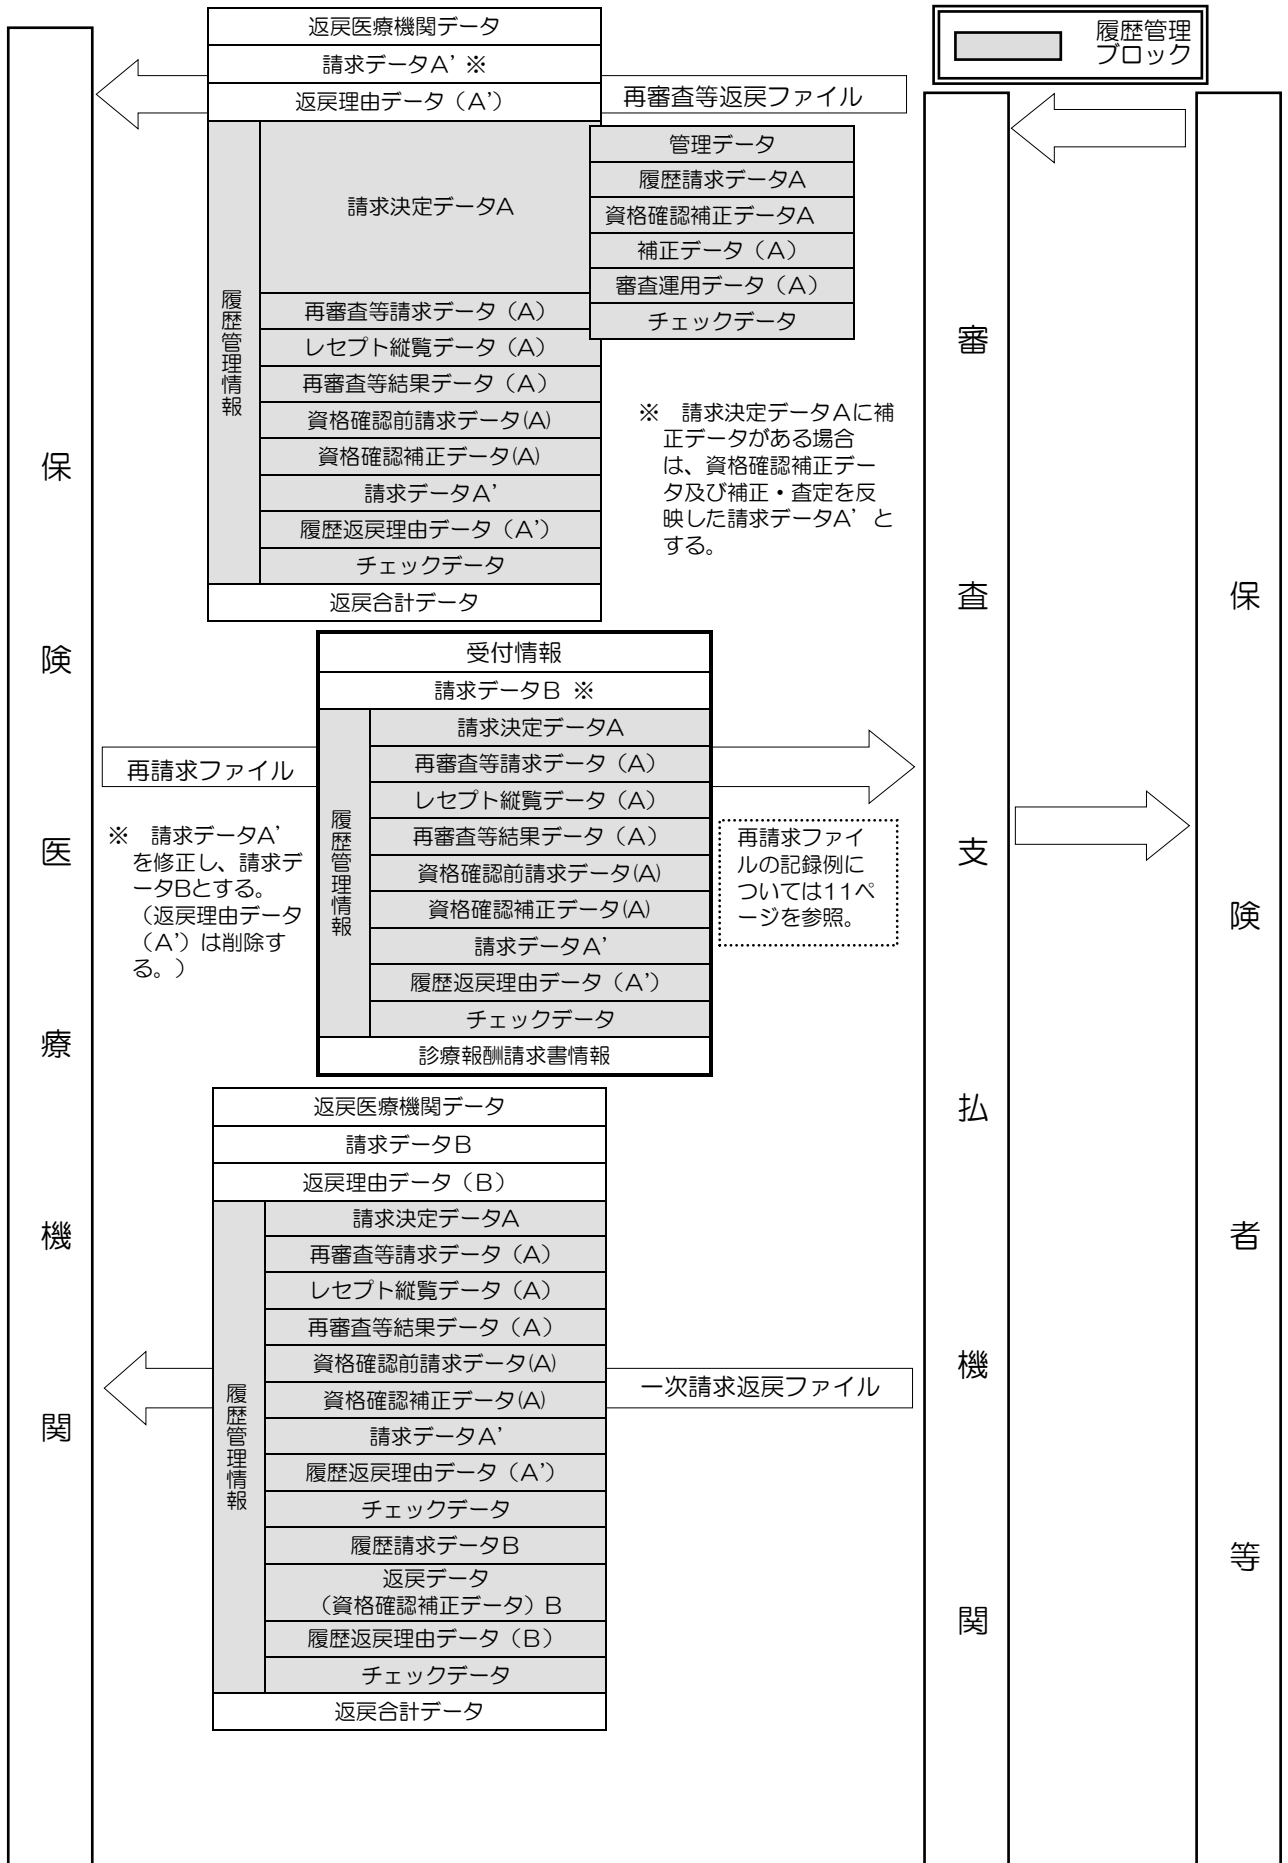 履歴管理
ブロック
保険医療機関
審査支払機関
保険者等
返戻医療機関データ
請求データA’ ※
返戻理由データ（A’）
再審査等返戻ファイル
履歴管理情報
請求決定データA
管理データ
履歴請求データA
資格確認補正データA
補正データ（A）
審査運用データ（A）
チェックデータ
再審査等請求データ（A）
レセプト縦覧データ（A）
再審査等結果データ（A）
資格確認前請求データ(A)
資格確認補正データ(A)
請求データA’
履歴返戻理由データ（A’）
チェックデータ
返戻合計データ
※　請求決定データAに補
正データがある場合
は、資格確認補正デー
タ及び補正・査定を反
映した請求データA’と
する。
受付情報
請求データB ※
履歴管理情報
請求決定データA
再審査等請求データ（A）
レセプト縦覧データ（A）
再審査等結果データ（A）
資格確認前請求データ(A)
資格確認補正データ(A)
請求データA’
履歴返戻理由データ（A’）
チェックデータ
診療報酬請求書情報
再請求ファイル
※　請求データA’
を修正し、請求デ
ータBとする。
（返戻理由データ
（A’）は削除す
る。）
再請求ファイ
ルの記録例に
ついては11ペ
ージを参照。
返戻医療機関データ
請求データB
返戻理由データ（B）
履歴管理情報
請求決定データA
再審査等請求データ（A）
レセプト縦覧データ（A）
再審査等結果データ（A）
資格確認前請求データ(A)
資格確認補正データ(A)
請求データA’
履歴返戻理由データ（A’）
チェックデータ
履歴請求データB
返戻データ
（資格確認補正データ）B
履歴返戻理由データ（B）
チェックデータ
返戻合計データ
一次請求返戻ファイル